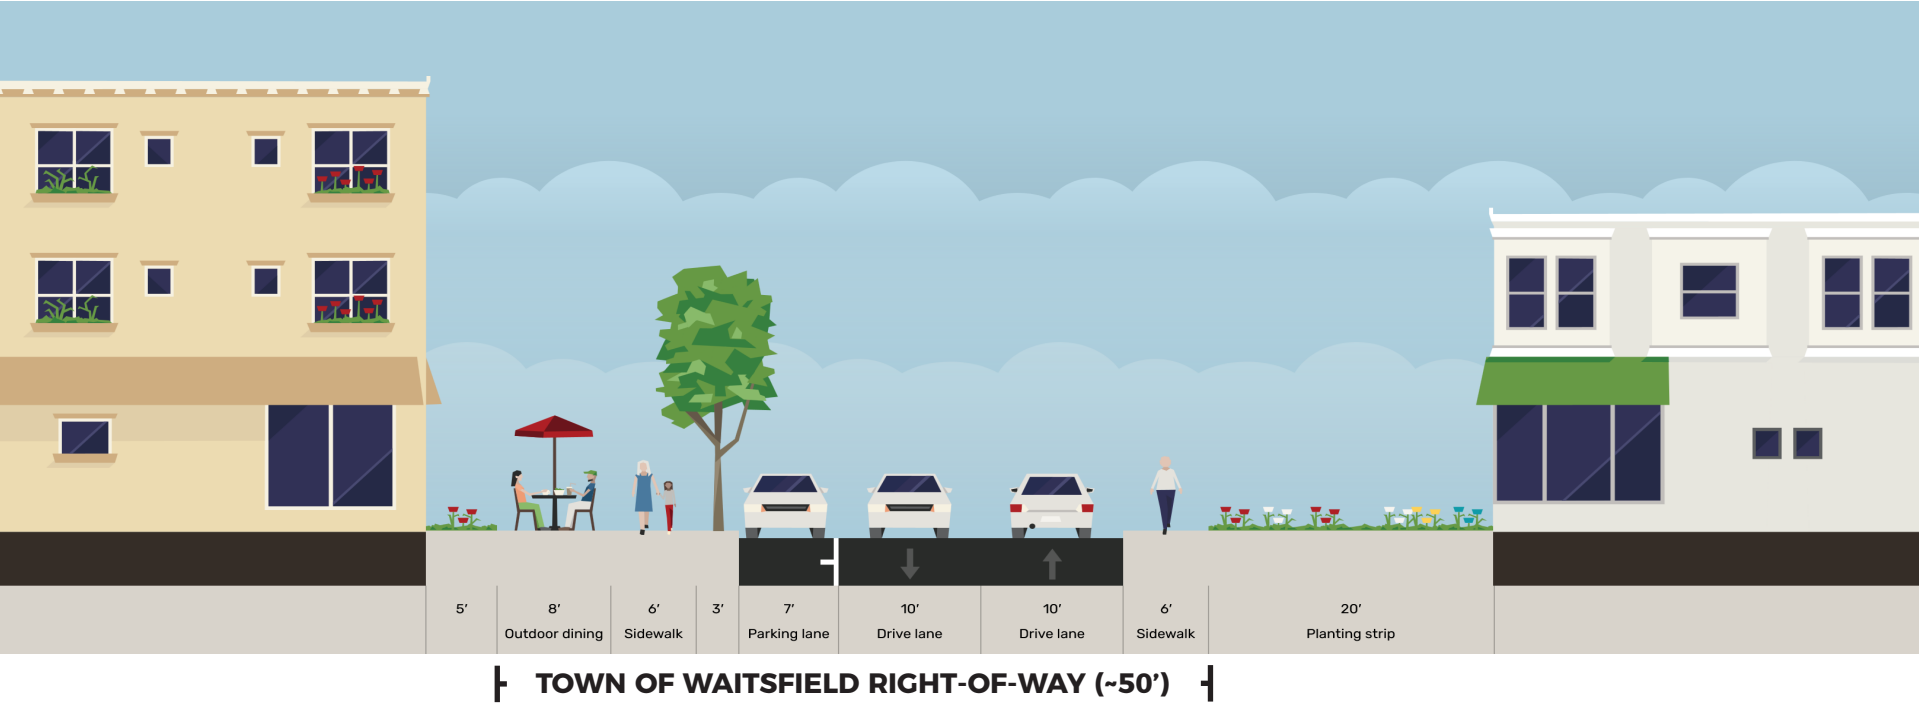 5’
8’
Outdoor dining
6’
Sidewalk
3’
7’
Parking lane
10’
Drive lane
10’
Drive lane
6’
Sidewalk
20’
Planting strip
TOWN OF WAITSFIELD RIGHT-OF-WAY (~50’)